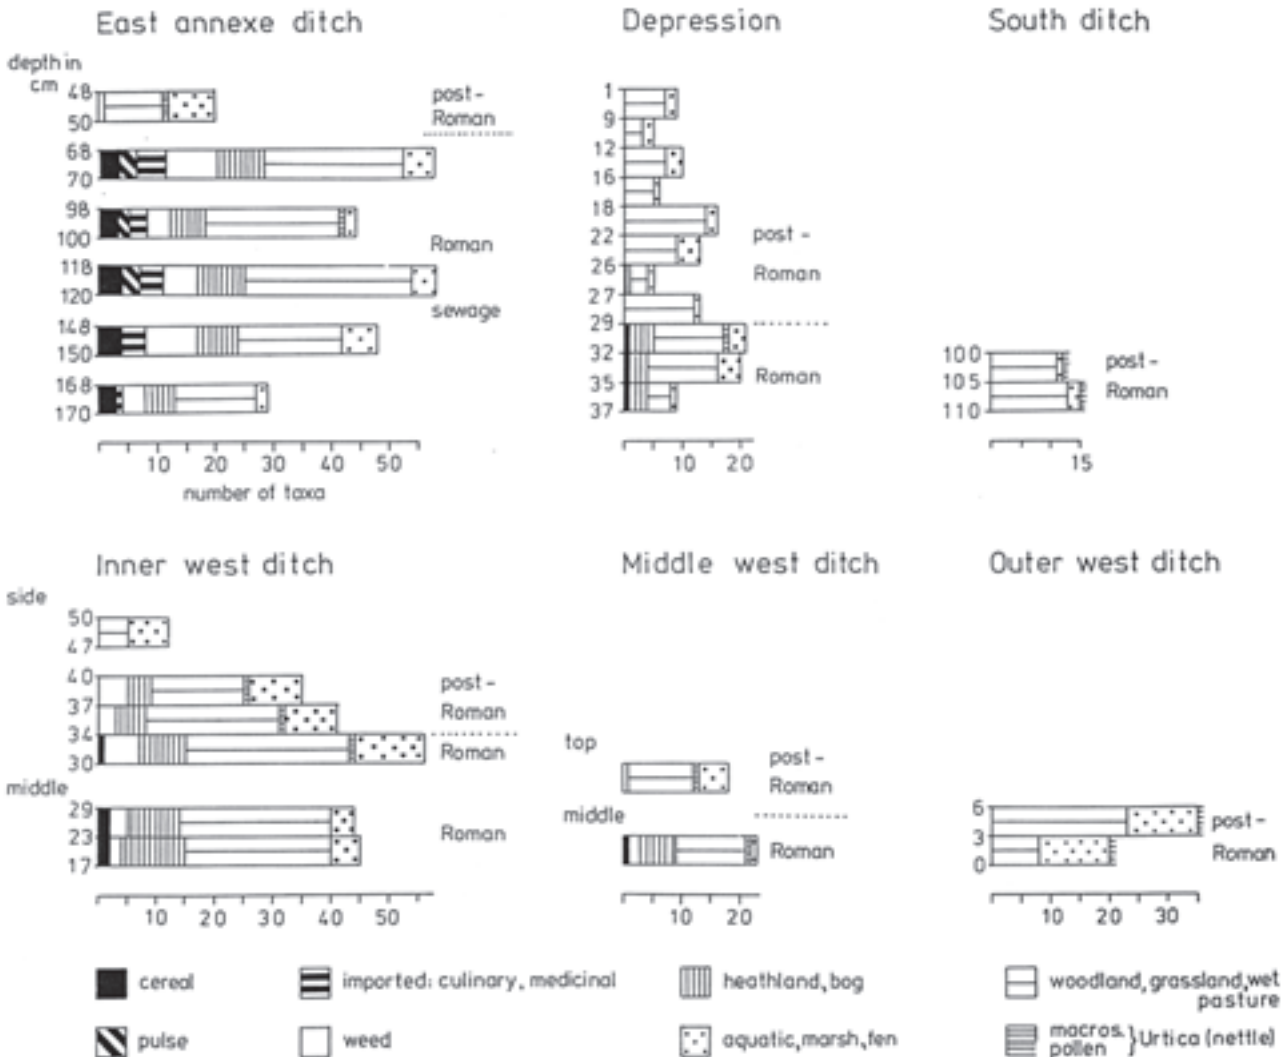 East annexe ditch
depth in
cm
48
50
post-
Roman
68
70
98
100
Roman
118
120
sewage
148
150
168
170
10 20 30 40 50
number of taxa
Depression
1
9
12
16
18
22
26
27
29
32
35
37
post-
Roman
Roman
10 20
South ditch
100
105
110
post-
Roman
15
Inner west ditch
side
50
47
40
37
34
30
post-
Roman
Roman
middle
29
23
17
Roman
10 20 30 40 50
Middle west ditch
top
post-
Roman
middle
Roman
10 20
Outer west ditch
6
3
0
post-
Roman
10 20 30
cereal
imported: culinary, medicinal
heathland, bog
woodland, grassland, wet
pasture
pulse
weed
aquatic, marsh, fen
macros.
pollen } Urtica (nettle)